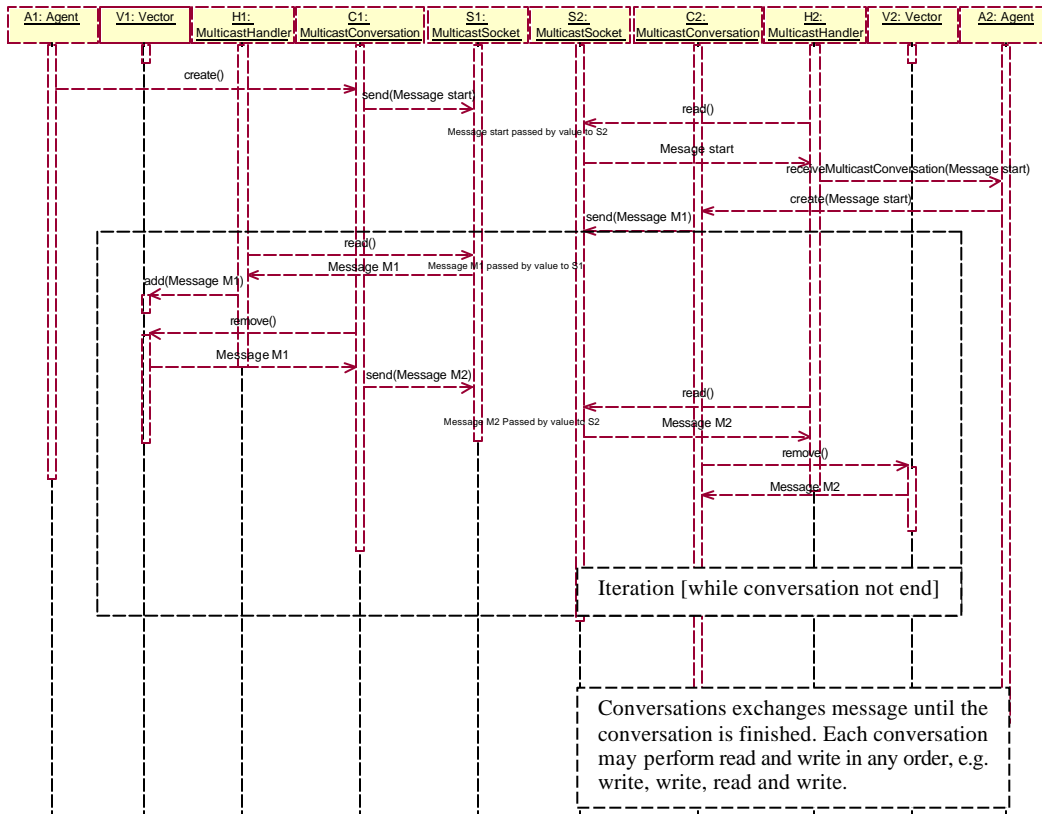 A1: Agent
V1: Vector
H1:
MulticastHandler
C1:
MulticastConversation
S1:
MulticastSocket
S2:
MulticastSocket
C2:
MulticastConversation
H2:
MulticastHandler
V2: Vector
A2: Agent
create()
send(Message start)
read()
Message start passed by value to S2
Mesage start
receiveMulticastConversation(Message start)
create(Message start)
send(Message M1)
read()
Message M1
Message M1 passed by value to S1
add(Message M1)
remove()
Message M1
send(Message M2)
read()
Message M2 Passed by value to S2
Message M2
remove()
Message M2
Iteration [while conversation not end]
Conversations exchanges message until the
conversation is finished. Each conversation
may perform read and write in any order, e.g.
write, write, read and write.